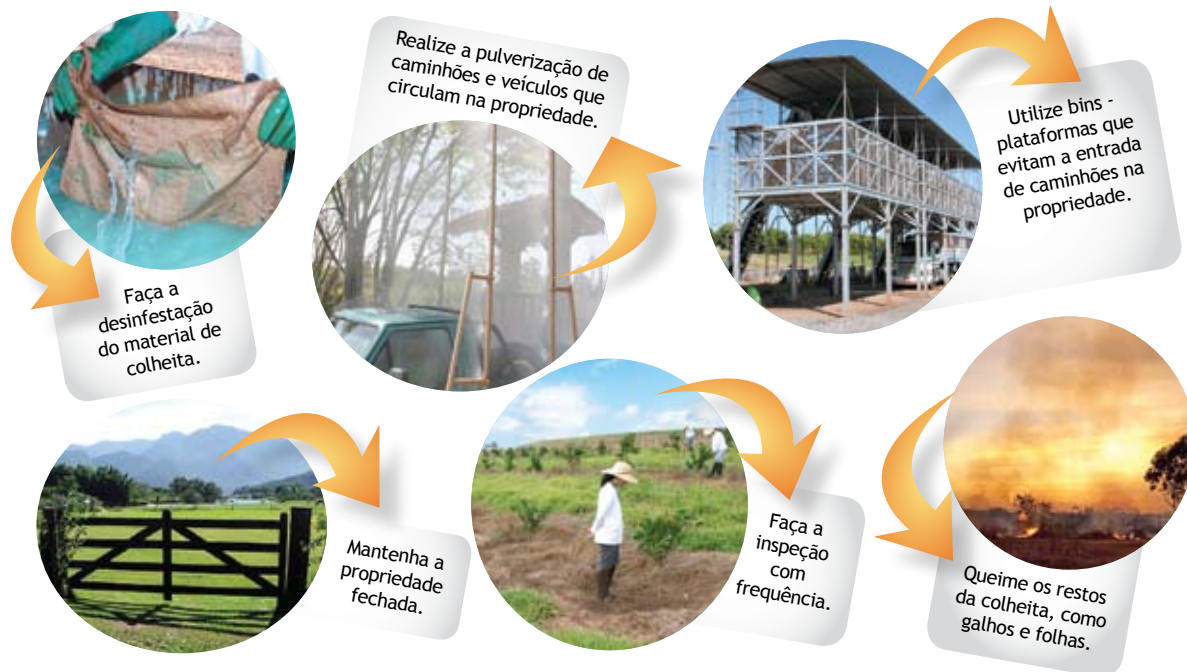 Realize a pulverização de
caminhões e veículos que
circulam na propriedade.
Utilize bins -
plataformas que
evitam a entrada
de caminhões na
propriedade.
Faça a
desinfestação
do material de
colheita.
Mantenha a
propriedade
fechada.
Faça a
inspeção
com
frequência.
Queime os restos
da colheita, como
galhos e folhas.